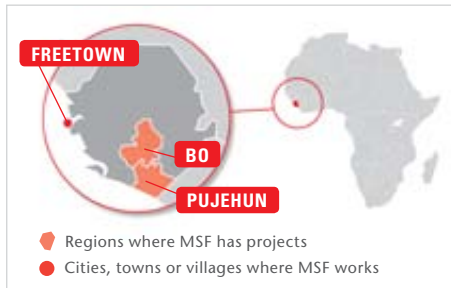 FREETOWN
BO
PUJEHUN
Regions where MSF has projects
Cities, towns or villages where MSF works